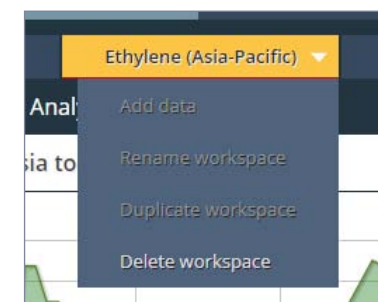 Ethylene (Asia-Pacific)
Anal
Add data
sia to
Rename workspace
Duplicate workspace
Delete workspace